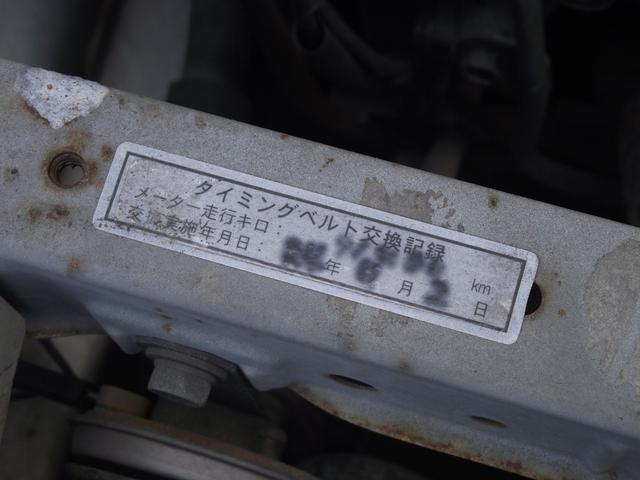 タイミングベルト交換記録
メーター走行キロ： km
交換実施年月日： 年 月 2 日